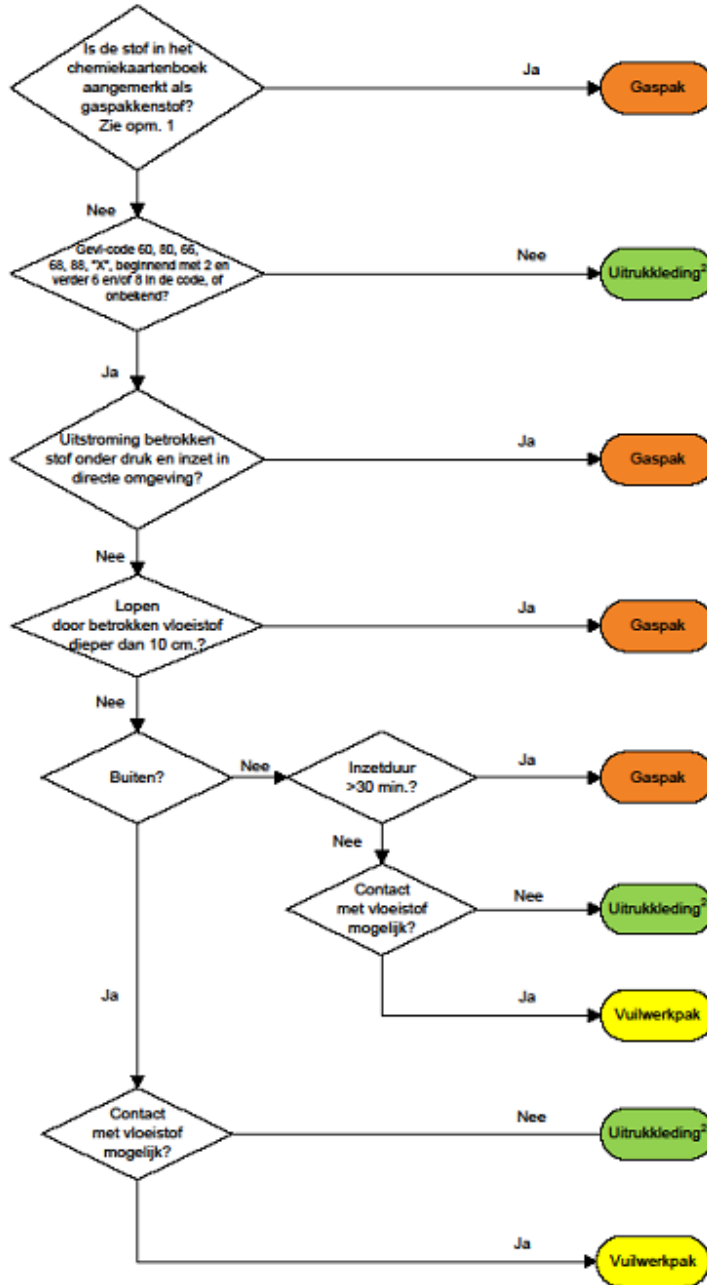 Is de stof in het
chemiekaartenboek
aangemerkt als
gaspakkenstof?
Zie opm. 1
Ja
Gaspak
Nee
Gevi-code 60, 80, 66,
68, 88, "X", beginnend met 2 en
verder 6 en/of 8 in de code, of
onbekend?
Nee
Uitrukkleding²
Ja
Uitstroming betrokken
stof onder druk en inzet in
directe omgeving?
Ja
Gaspak
Nee
Lopen
door betrokken vloeistof
dieper dan 10 cm.?
Ja
Gaspak
Nee
Buiten?
Nee
Inzetduur
>30 min.?
Ja
Gaspak
Nee
Contact
met vloeistof
mogelijk?
Nee
Uitrukkleding²
Ja
Vuilwerkpak
Ja
Contact
met vloeistof
mogelijk?
Nee
Uitrukkleding²
Ja
Vuilwerkpak